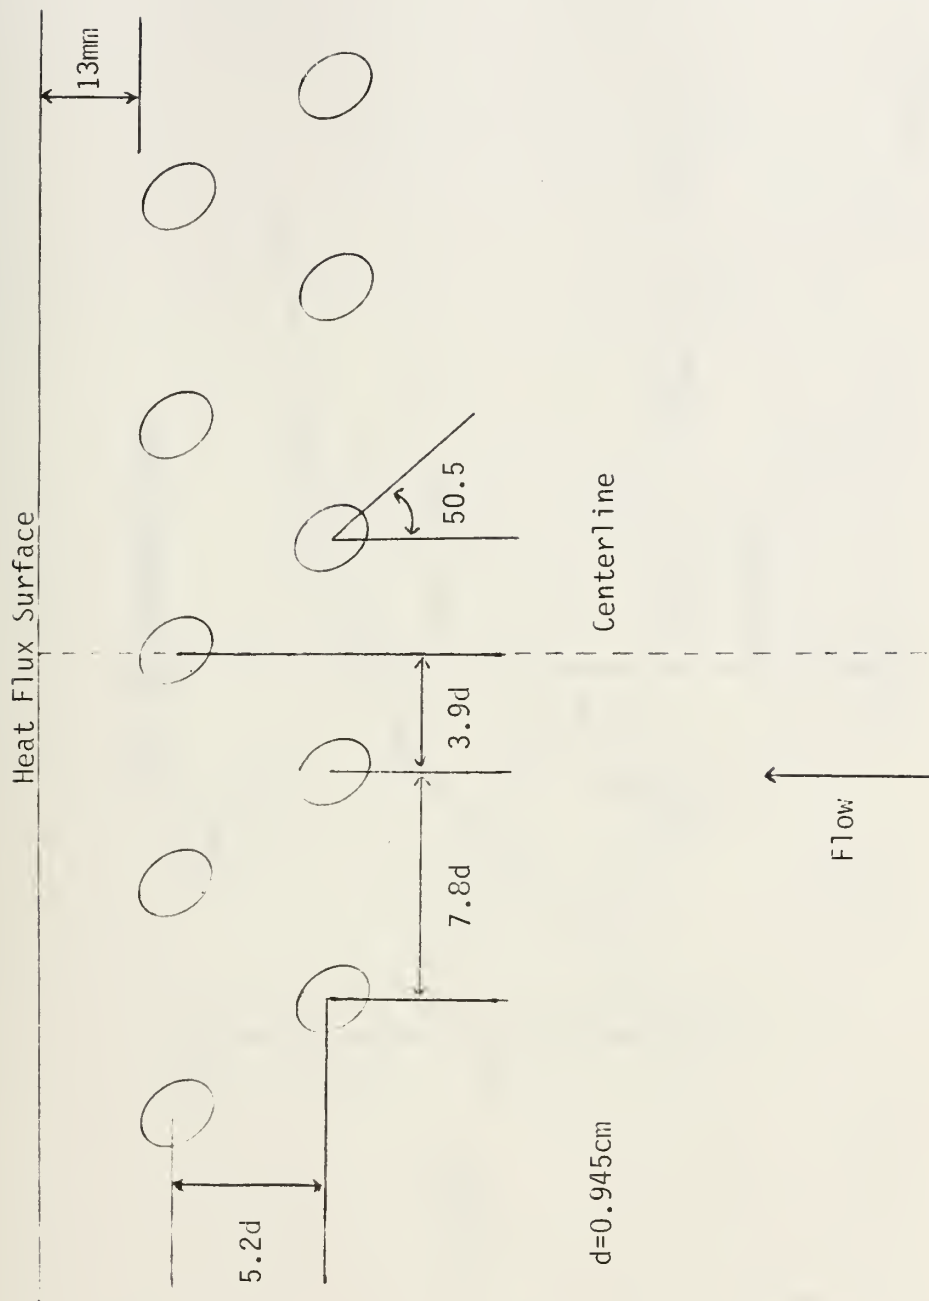 Heat Flux Surface
13mm
50.5
Centerline
3.9d
7.8d
5.2d
Flow
d=0.945cm